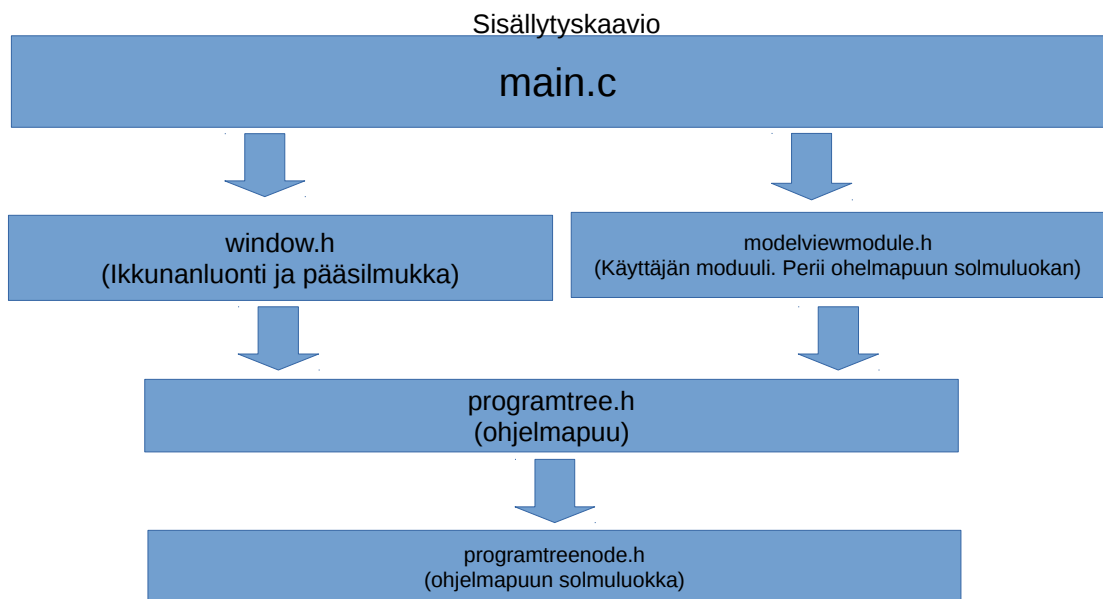 Sisällytyskaavio
main.c
window.h
(Ikkunanluonti ja pääsilmukka)
modelviewmodule.h
(Käyttäjän moduuli. Perii ohelmapuun solmuluokan)
programtree.h
(ohjelmapuu)
programtreenode.h
(ohjelmapuun solmuluokka)